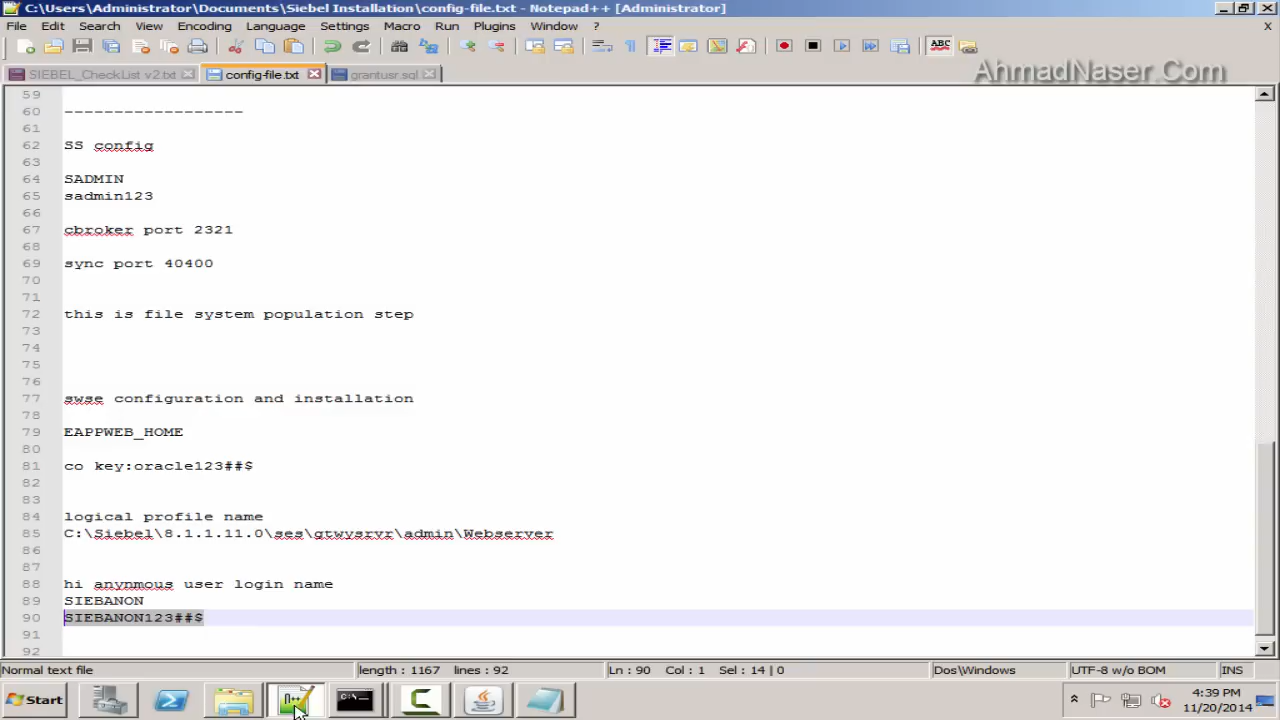 C:\Users\Administrator\Documents\Siebel Installation\config-file.txt - Notepad++ [Administrator]
File Edit Search View Encoding Language Settings Macro Run Plugins Window ? X
SIEBEL_CheckList v2.txt config-file.txt grantusr.sql
AhmadNaser.Com
59
60 ------------------
61
62 SS config
63
64 SADMIN
65 sadmin123
66
67 cbroker port 2321
68
69 sync port 40400
70
71
72 this is file system population step
73
74
75
76
77 swse configuration and installation
78
79 EAPPWEB_HOME
80
81 co key:oracle123##$
82
83
84 logical profile name
85 C:\Siebel\8.1.1.11.0\ses\gtwysrvr\admin\Webserver
86
87
88 hi anynmous user login name
89 SIEBANON
90 SIEBANON123##$
91
92
Normal text file length : 1167 lines : 92 Ln : 90 Col : 1 Sel : 14 | 0 Dos\Windows UTF-8 w/o BOM INS
Start 4:39 PM
11/20/2014